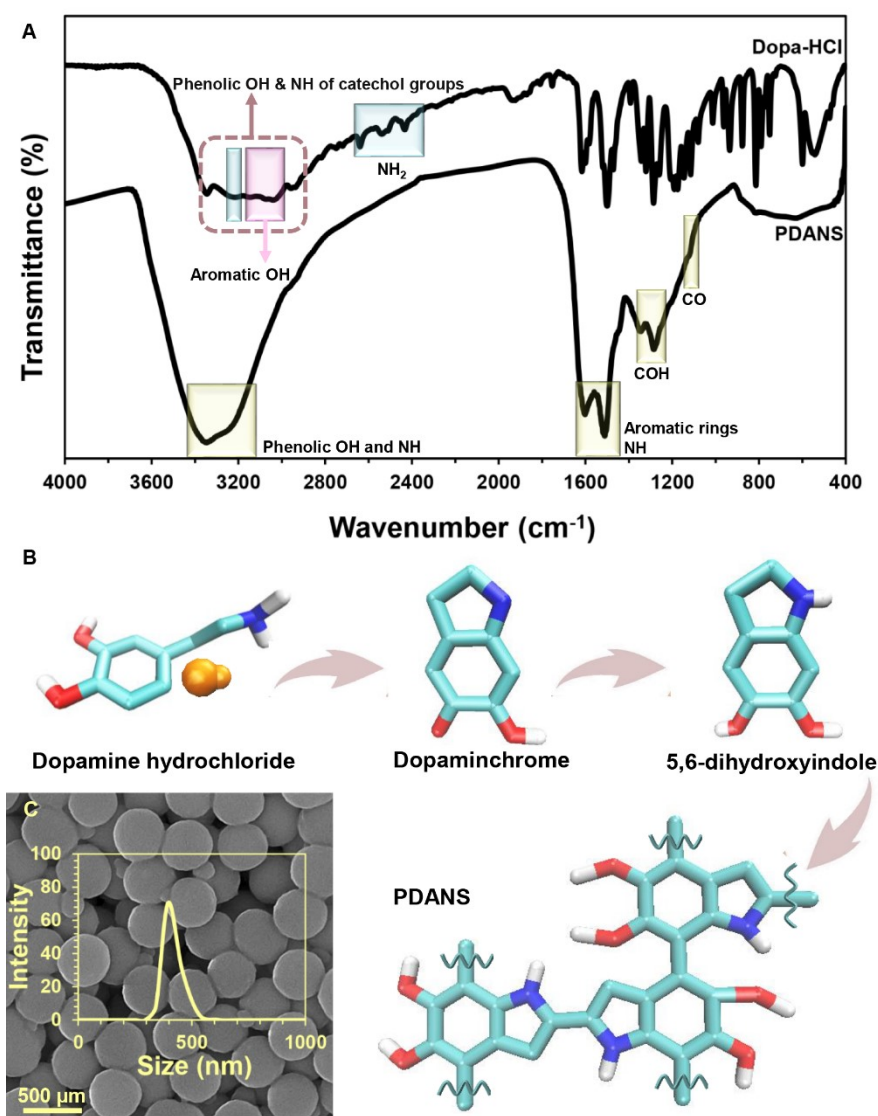 A
Dopa-HCl
Phenolic OH & NH of catechol groups
NH₂
PDANS
Aromatic OH
CO
COH
Phenolic OH and NH
Aromatic rings
NH
Transmittance (%)
4000 3600 3200 2800 2400 2000 1600 1200 800 400
Wavenumber (cm⁻¹)
B
Dopamine hydrochloride
Dopaminchrome
5,6-dihydroxyindole
C
100
80
60
40
20
0
Intensity
0 500 1000
Size (nm)
500 µm
PDANS